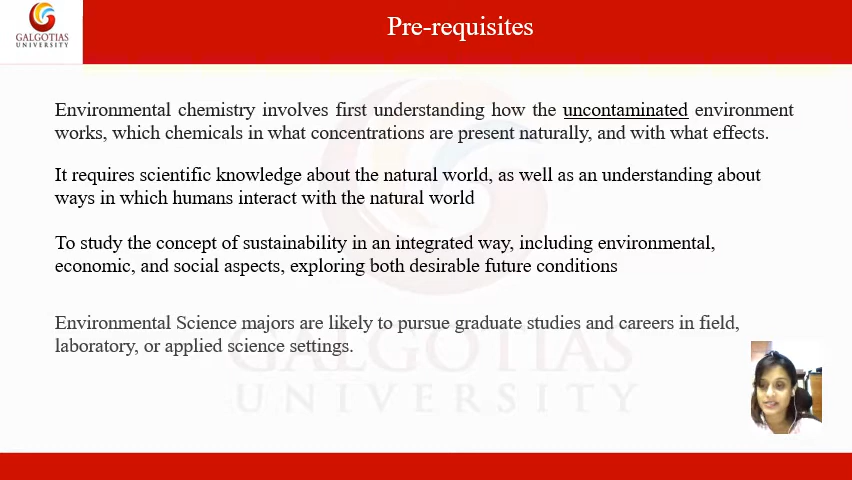 GALGOTIAS
UNIVERSITY
Pre-requisites
Environmental chemistry involves first understanding how the uncontaminated environment
works, which chemicals in what concentrations are present naturally, and with what effects.
It requires scientific knowledge about the natural world, as well as an understanding about
ways in which humans interact with the natural world
To study the concept of sustainability in an integrated way, including environmental,
economic, and social aspects, exploring both desirable future conditions
Environmental Science majors are likely to pursue graduate studies and careers in field,
laboratory, or applied science settings.
GALGOTIAS
UNIVERSITY